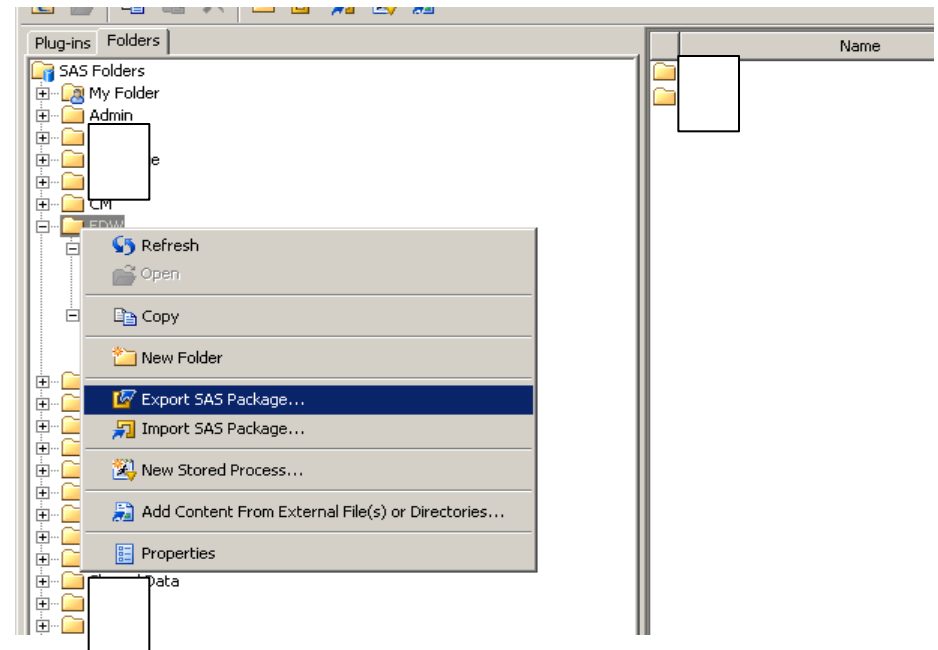 Plug-ins Folders
Name
SAS Folders
My Folder
Admin
e
CM
EDW
Refresh
Open
Copy
New Folder
Export SAS Package...
Import SAS Package...
New Stored Process...
Add Content From External File(s) or Directories...
Properties
Data